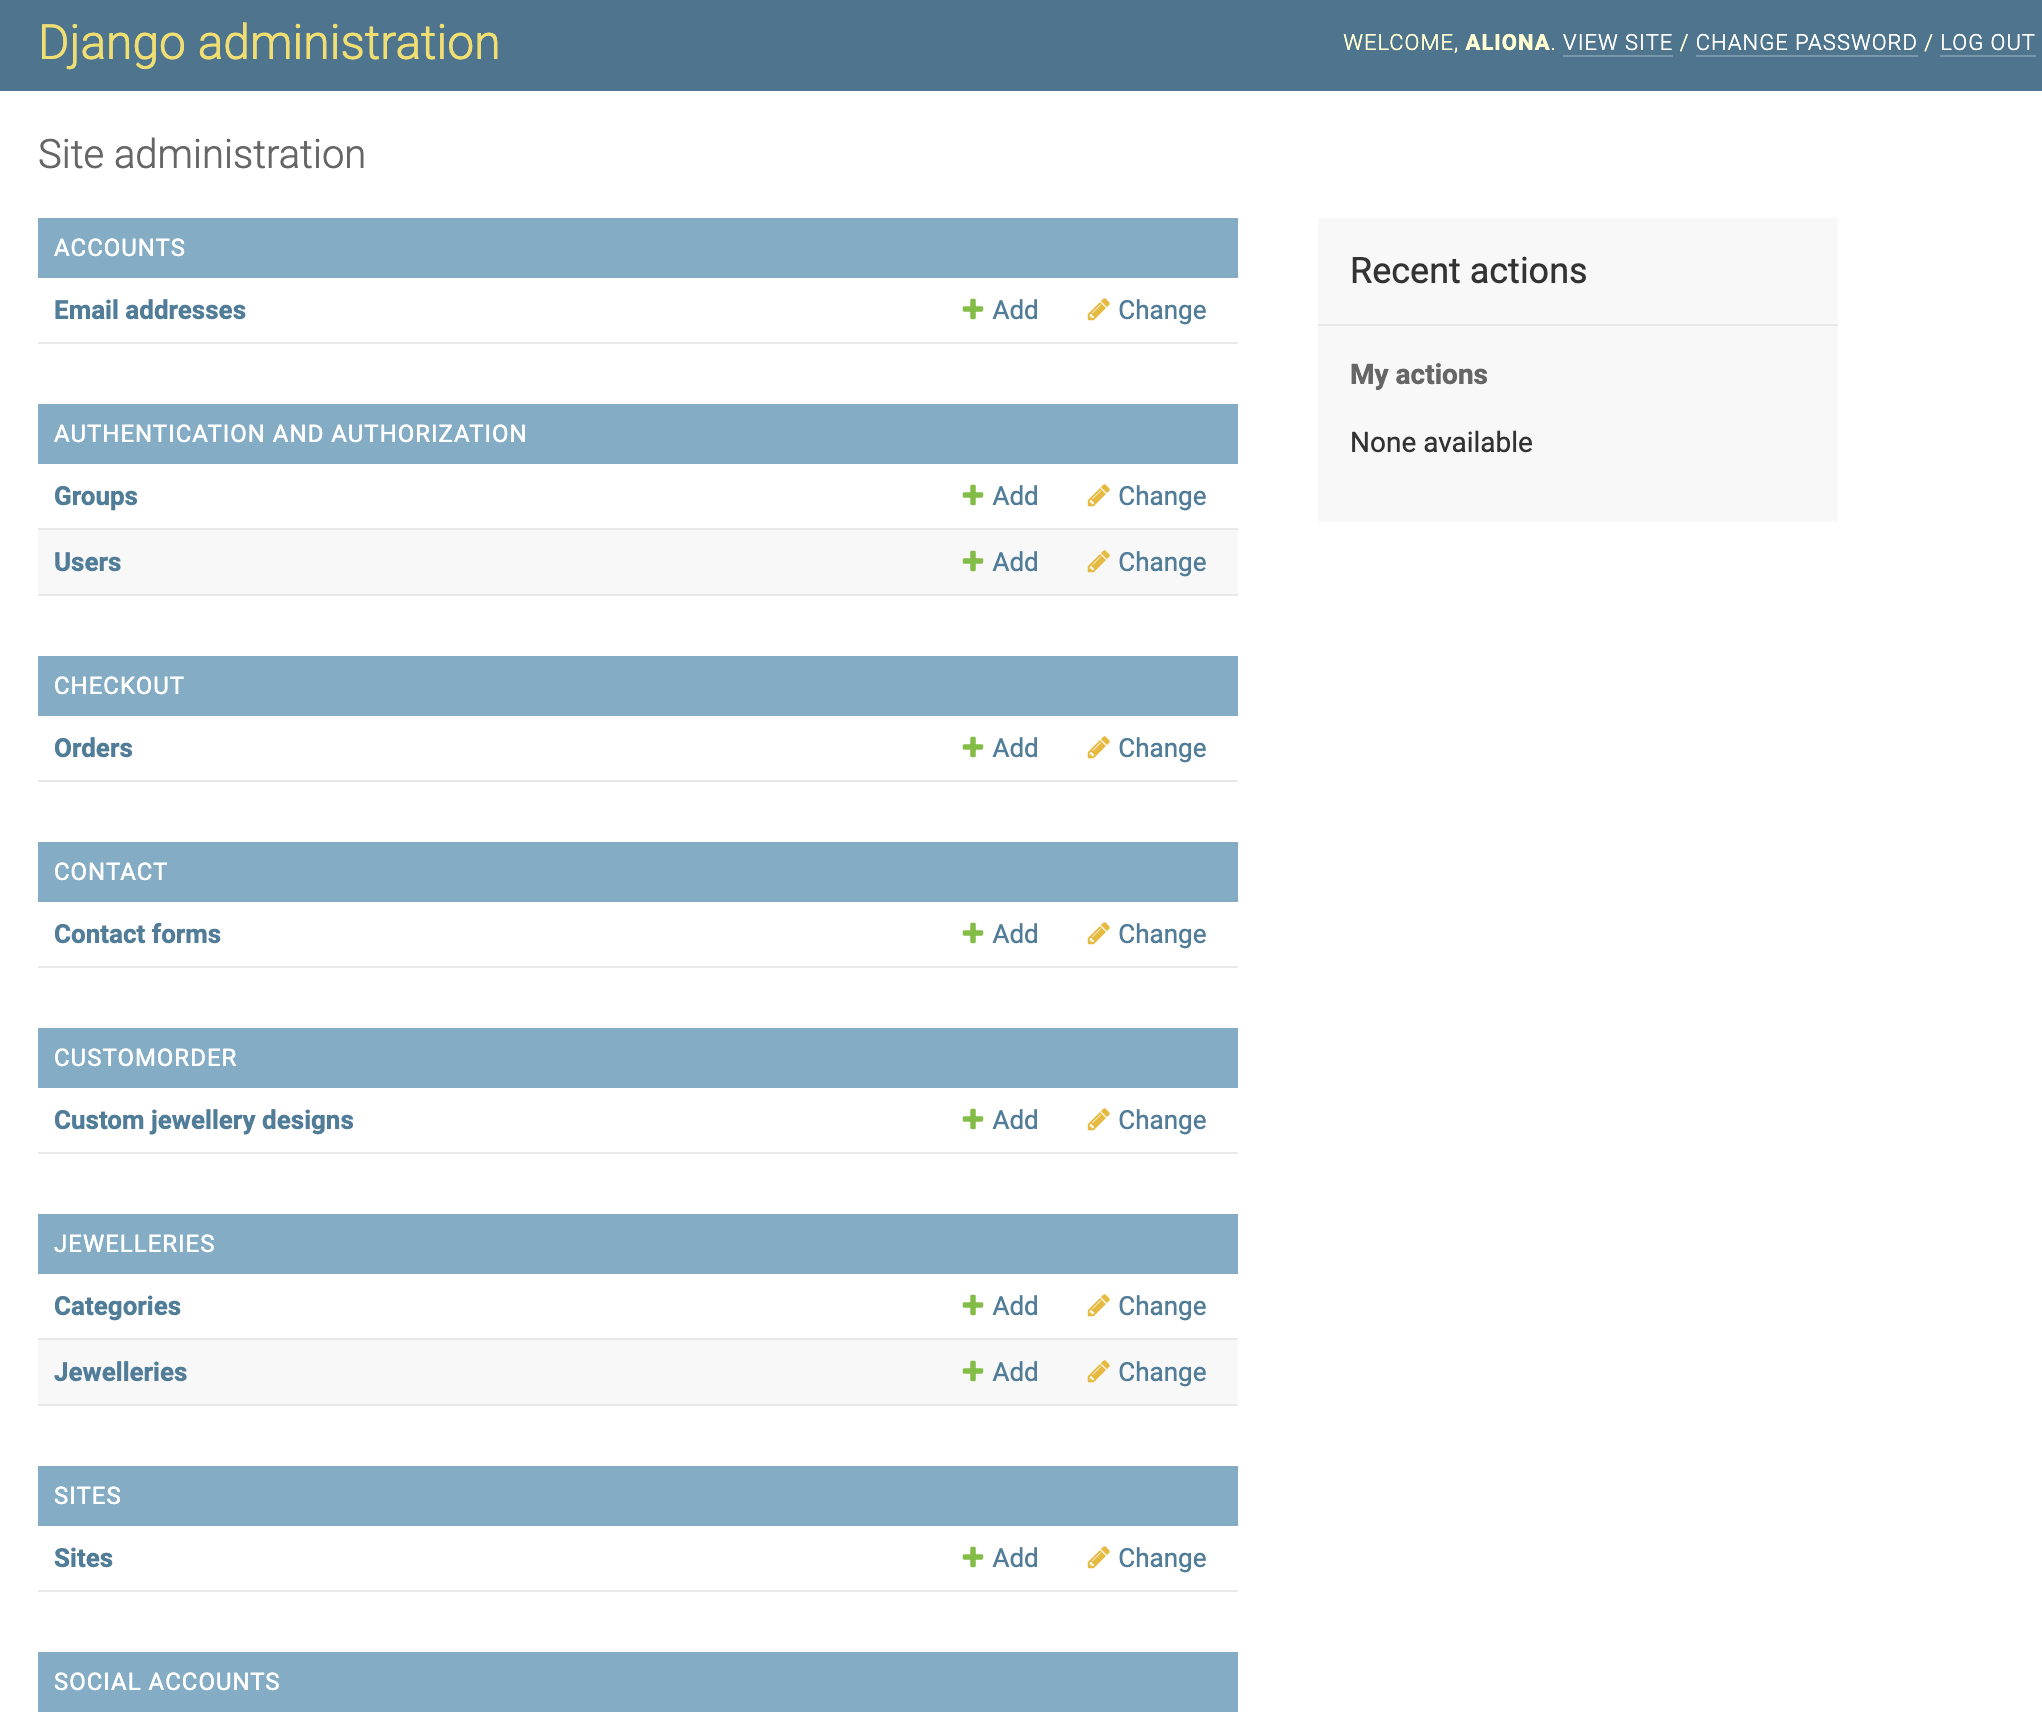 Django administration
WELCOME, ALIONA. VIEW SITE / CHANGE PASSWORD / LOG OUT
Site administration
ACCOUNTS
Email addresses Add Change
AUTHENTICATION AND AUTHORIZATION
Groups Add Change
Users Add Change
CHECKOUT
Orders Add Change
CONTACT
Contact forms Add Change
CUSTOMORDER
Custom jewellery designs Add Change
JEWELLERIES
Categories Add Change
Jewelleries Add Change
SITES
Sites Add Change
SOCIAL ACCOUNTS
Recent actions
My actions
None available